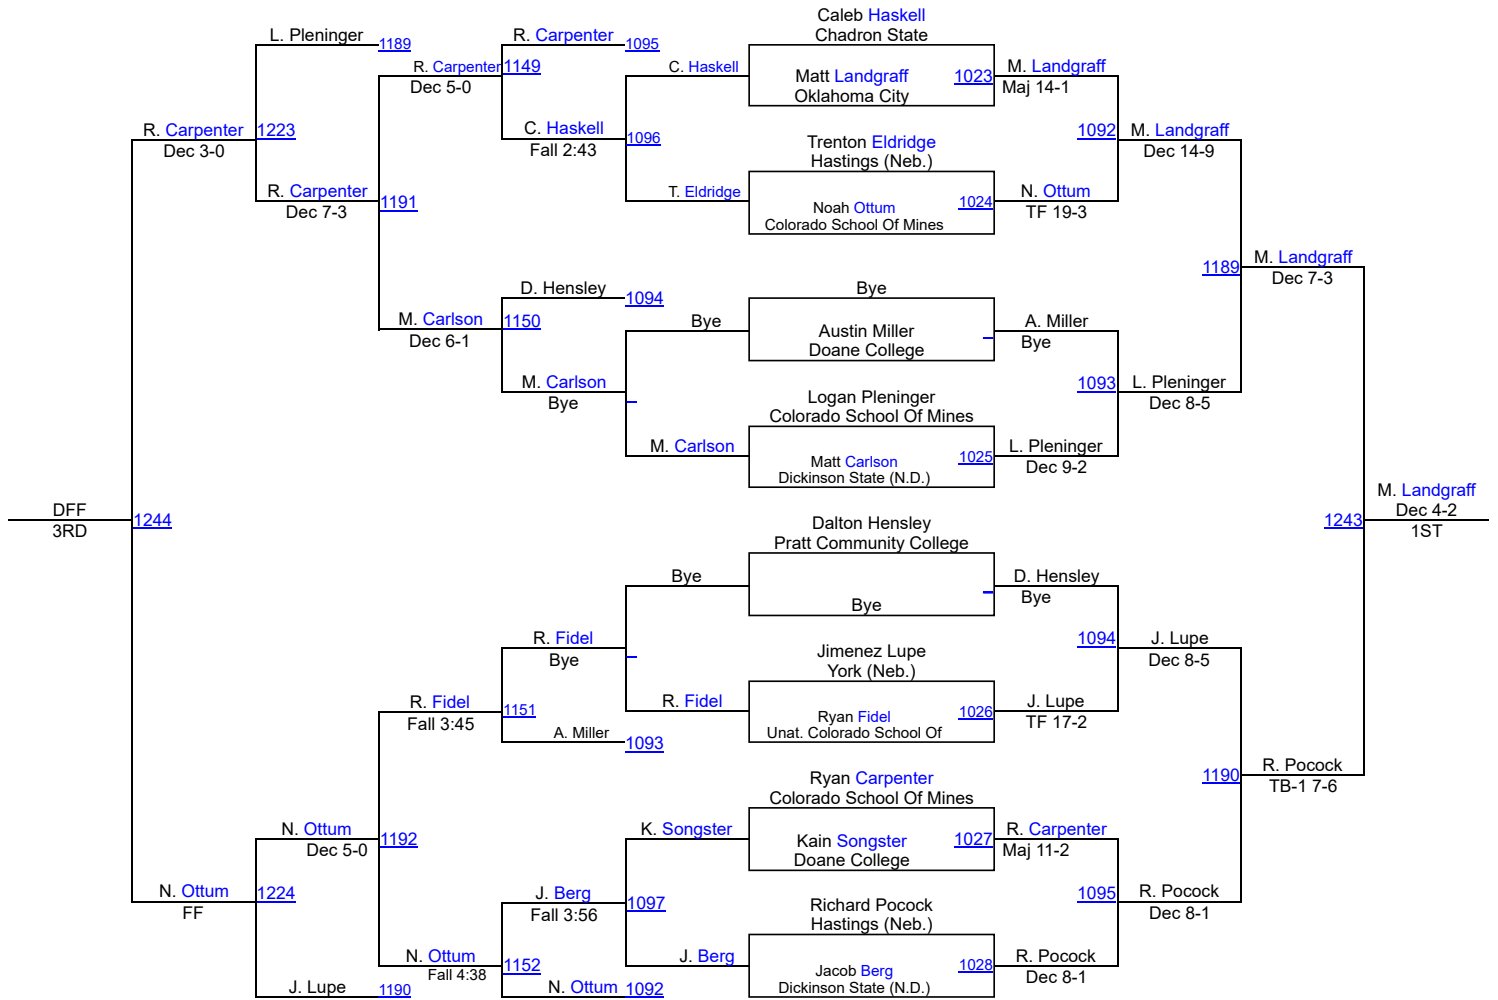 Caleb Haskell
Chadron State
L. Pleninger
1189
R. Carpenter
1095
R. Carpenter
1149
Dec 5-0
C. Haskell
Matt Landgraff
Oklahoma City
1023
M. Landgraff
Maj 14-1
R. Carpenter
Dec 3-0
1223
C. Haskell
Fall 2:43
1096
Trenton Eldridge
Hastings (Neb.)
1092
M. Landgraff
Dec 14-9
R. Carpenter
Dec 7-3
1191
T. Eldridge
Noah Ottum
Colorado School Of Mines
1024
N. Ottum
TF 19-3
1189
M. Landgraff
Dec 7-3
D. Hensley
1094
Bye
M. Carlson
Dec 6-1
1150
Bye
Austin Miller
Doane College
A. Miller
Bye
M. Carlson
Bye
Logan Pleninger
Colorado School Of Mines
1093
L. Pleninger
Dec 8-5
M. Carlson
Matt Carlson
Dickinson State (N.D.)
1025
L. Pleninger
Dec 9-2
DFF
3RD
1244
Dalton Hensley
Pratt Community College
1243
M. Landgraff
Dec 4-2
1ST
Bye
Bye
D. Hensley
Bye
R. Fidel
Bye
Jimenez Lupe
York (Neb.)
1094
J. Lupe
Dec 8-5
R. Fidel
Fall 3:45
1151
R. Fidel
Ryan Fidel
Unat. Colorado School Of
1026
J. Lupe
TF 17-2
A. Miller
1093
Ryan Carpenter
Colorado School Of Mines
1190
R. Pocock
TB-1 7-6
N. Ottum
Dec 5-0
1192
K. Songster
Kain Songster
Doane College
1027
R. Carpenter
Maj 11-2
N. Ottum
FF
1224
J. Berg
Fall 3:56
1097
Richard Pocock
Hastings (Neb.)
1095
R. Pocock
Dec 8-1
N. Ottum
Fall 4:38
1152
J. Berg
Jacob Berg
Dickinson State (N.D.)
1028
R. Pocock
Dec 8-1
J. Lupe
1190
N. Ottum
1092